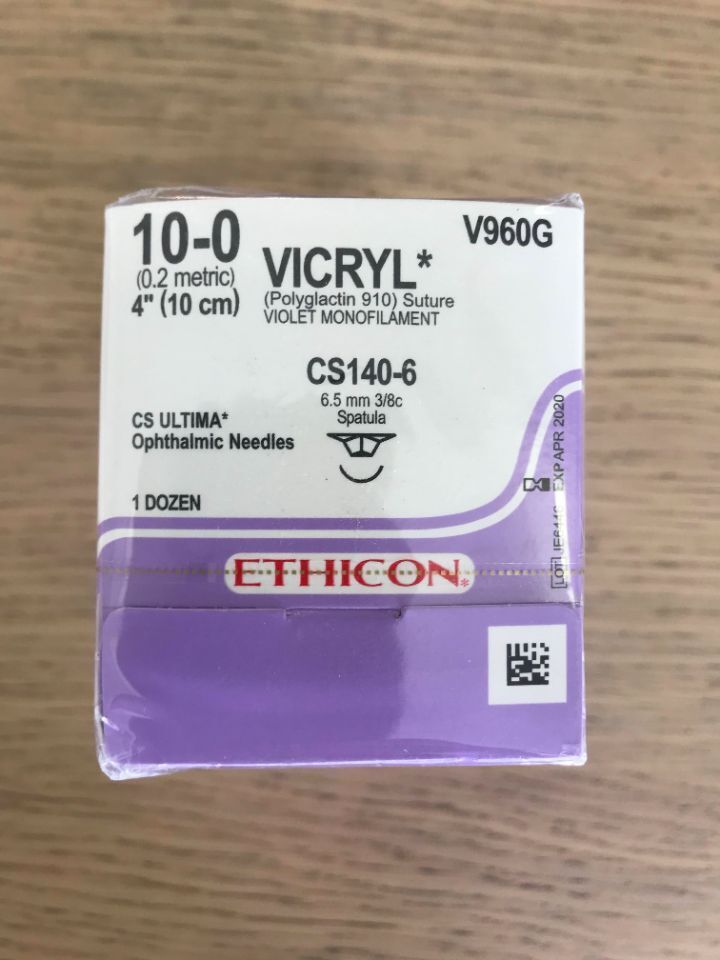 10-0
(0.2 metric)
4" (10 cm)
VICRYL*
(Polyglactin 910) Suture
VIOLET MONOFILAMENT
V960G
CS140-6
6.5 mm 3/8c
Spatula
CS ULTIMA*
Ophthalmic Needles
1 DOZEN
ETHICON*
LOT EXP APR 2020